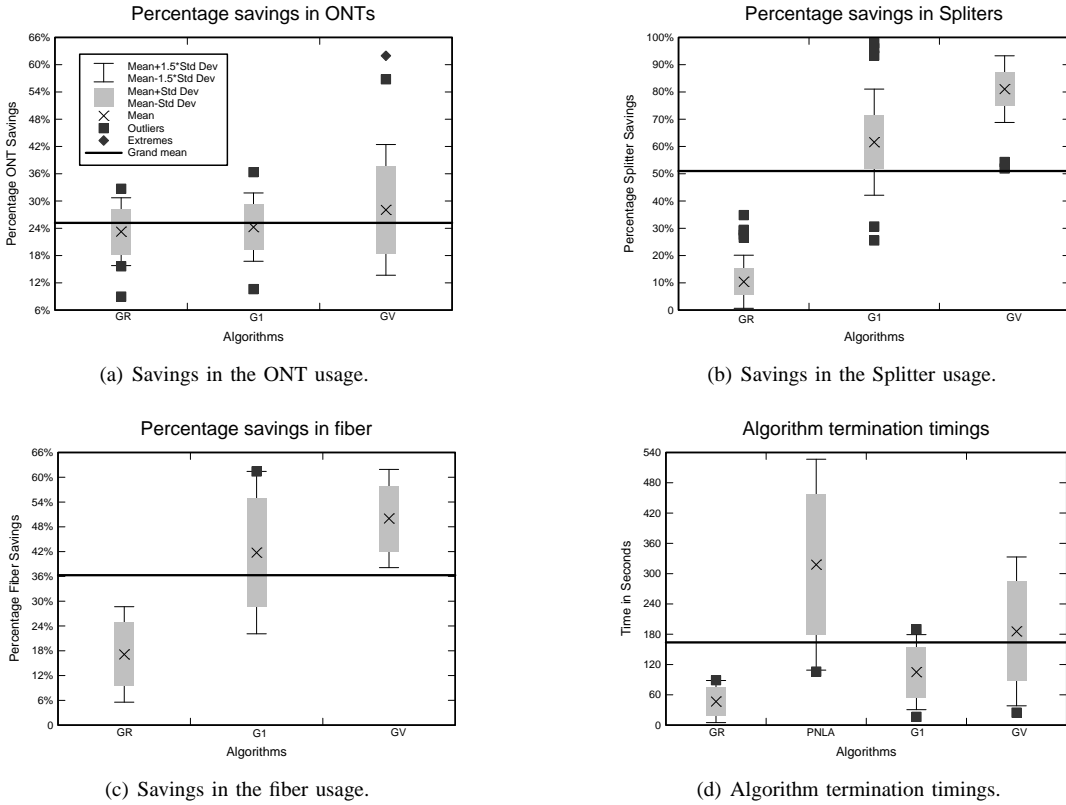 Percentage savings in ONTs
66%
60%
54%
48%
42%
36%
30%
24%
18%
12%
6%
Percentage ONT Savings
Mean+1.5*Std Dev
Mean-1.5*Std Dev
Mean+Std Dev
Mean-Std Dev
Mean
Outliers
Extremes
Grand mean
GR G1 GV
Algorithms
(a) Savings in the ONT usage.
Percentage savings in Spliters
100%
90%
80%
70%
60%
50%
40%
30%
20%
10%
0
Percentage Splitter Savings
GR G1 GV
Algorithms
(b) Savings in the Splitter usage.
Percentage savings in fiber
66%
60%
54%
48%
42%
36%
30%
24%
18%
12%
6%
0
Percentage Fiber Savings
GR G1 GV
Algorithms
(c) Savings in the fiber usage.
Algorithm termination timings
540
480
420
360
300
240
180
120
60
0
Time in Seconds
GR PNLA G1 GV
Algorithms
(d) Algorithm termination timings.